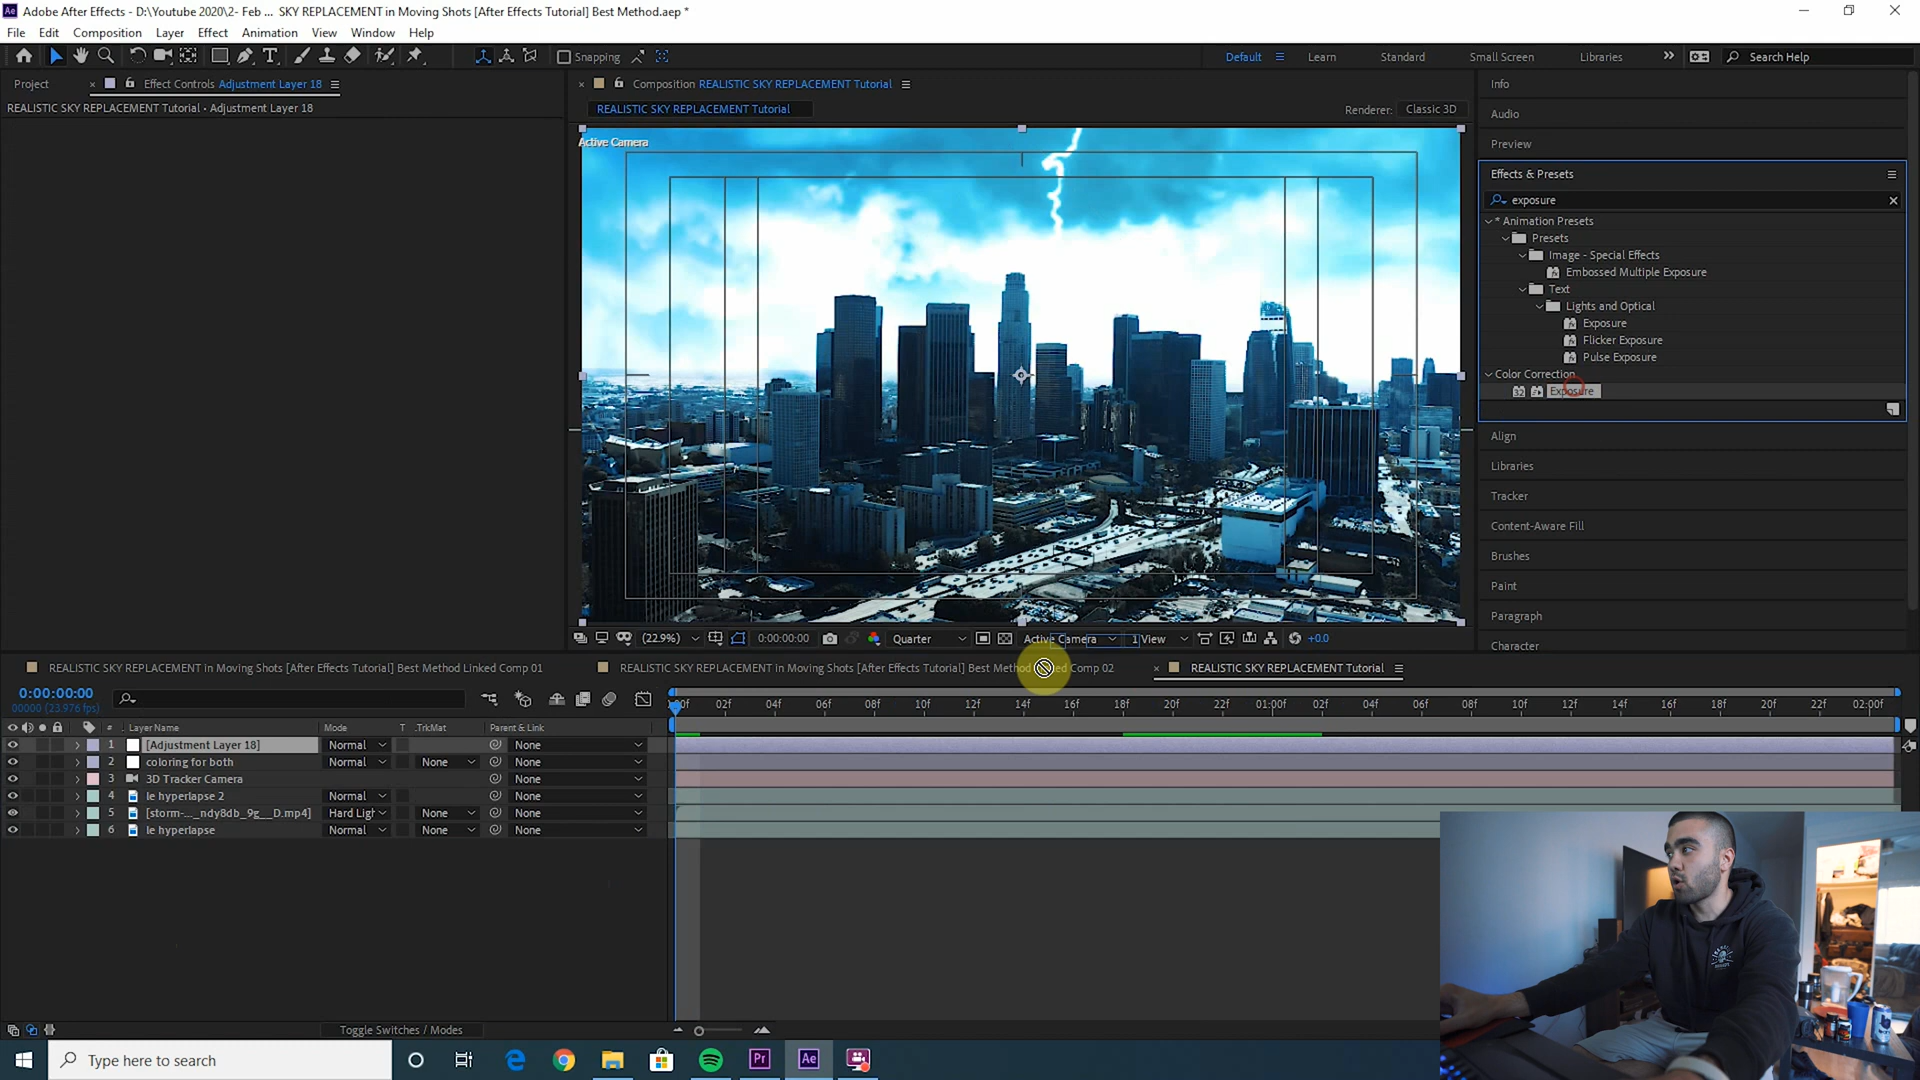 Adobe After Effects - D:\Youtube 2020\2- Feb ... SKY REPLACEMENT in Moving Shots [After Effects Tutorial] Best Method.aep *
File Edit Composition Layer Effect Animation View Window Help
Snapping
Default Learn Standard Small Screen Libraries Search Help
Project
Effect Controls Adjustment Layer 18
REALISTIC SKY REPLACEMENT Tutorial • Adjustment Layer 18
Composition REALISTIC SKY REPLACEMENT Tutorial
REALISTIC SKY REPLACEMENT Tutorial
Renderer: Classic 3D
Active Camera
(22.9%) 0:00:00:00 Quarter Active Camera 1 View +0.0
Info
Audio
Preview
Effects & Presets
exposure
* Animation Presets
Presets
Image - Special Effects
Embossed Multiple Exposure
Text
Lights and Optical
Exposure
Flicker Exposure
Pulse Exposure
Color Correction
32 Exposure
Align
Libraries
Tracker
Content-Aware Fill
Brushes
Paint
Paragraph
Character
REALISTIC SKY REPLACEMENT in Moving Shots [After Effects Tutorial] Best Method Linked Comp 01
REALISTIC SKY REPLACEMENT in Moving Shots [After Effects Tutorial] Best Method Comp 02
REALISTIC SKY REPLACEMENT Tutorial
0:00:00:00
00000 (23.976 fps)
:00f 02f 04f 06f 08f 10f 12f 14f 16f 18f 20f 22f 01:00f 02f 04f 06f 08f 10f 12f 14f 16f 18f 20f 22f 02:00f
# Layer Name Mode T .TrkMat Parent & Link
1 [Adjustment Layer 18] Normal None
2 coloring for both Normal None None
3 3D Tracker Camera None
4 le hyperlapse 2 Normal None
5 [storm-..._ndy8db_9g__D.mp4] Hard Ligh None None
6 le hyperlapse Normal None None
Toggle Switches / Modes
Type here to search
Pr
Ae